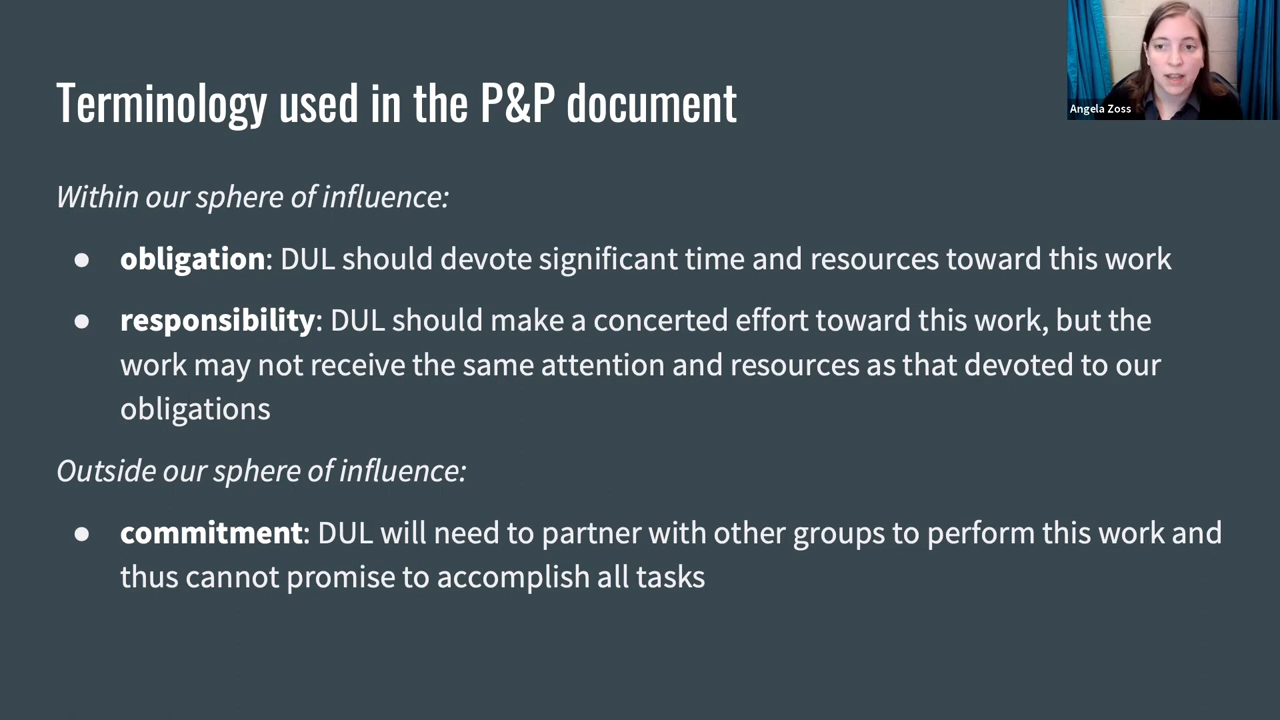 Terminology used in the P&P document
Angela Zoss
Within our sphere of influence:
● obligation: DUL should devote significant time and resources toward this work
● responsibility: DUL should make a concerted effort toward this work, but the
work may not receive the same attention and resources as that devoted to our
obligations
Outside our sphere of influence:
● commitment: DUL will need to partner with other groups to perform this work and
thus cannot promise to accomplish all tasks